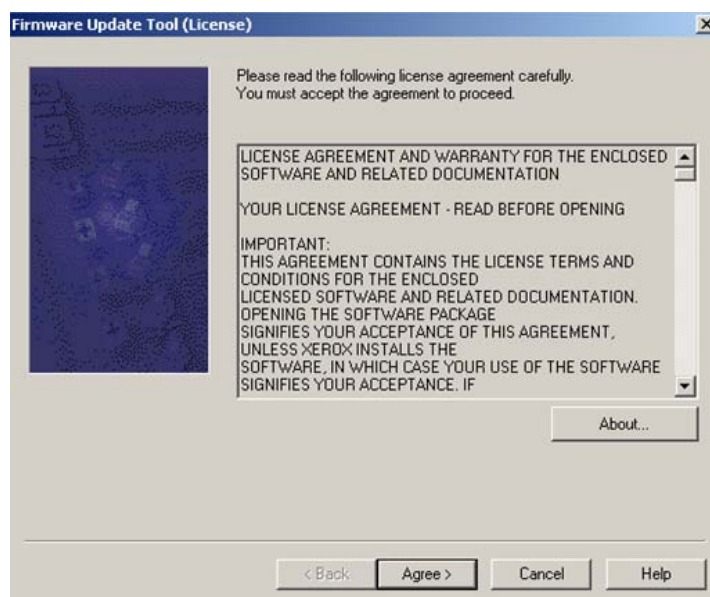 Firmware Update Tool (License)
Please read the following license agreement carefully.
You must accept the agreement to proceed.
LICENSE AGREEMENT AND WARRANTY FOR THE ENCLOSED
SOFTWARE AND RELATED DOCUMENTATION
YOUR LICENSE AGREEMENT - READ BEFORE OPENING
IMPORTANT:
THIS AGREEMENT CONTAINS THE LICENSE TERMS AND
CONDITIONS FOR THE ENCLOSED
LICENSED SOFTWARE AND RELATED DOCUMENTATION.
OPENING THE SOFTWARE PACKAGE
SIGNIFIES YOUR ACCEPTANCE OF THIS AGREEMENT,
UNLESS XEROX INSTALLS THE
SOFTWARE, IN WHICH CASE YOUR USE OF THE SOFTWARE
SIGNIFIES YOUR ACCEPTANCE. IF
About...
< Back
Agree >
Cancel
Help